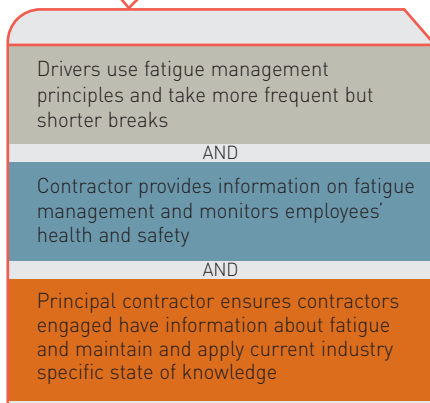 Drivers use fatigue management
principles and take more frequent but
shorter breaks
AND
Contractor provides information on fatigue
management and monitors employees'
health and safety
AND
Principal contractor ensures contractors
engaged have information about fatigue
and maintain and apply current industry
specific state of knowledge